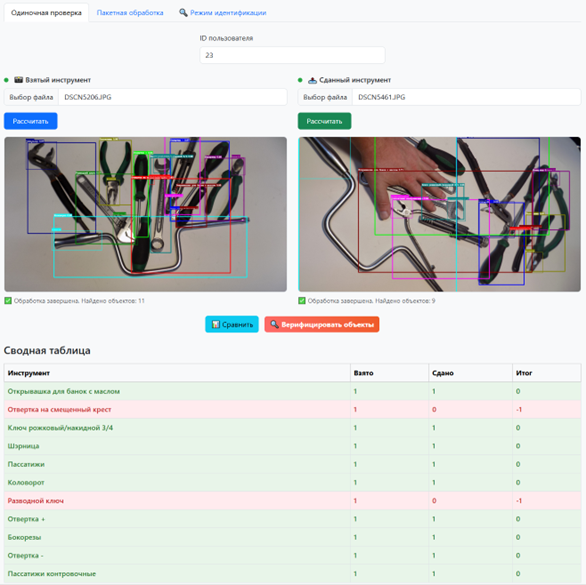 Одиночная проверка Пакетная обработка Режим идентификации
ID пользователя
23
Взятый инструмент
Сданный инструмент
Выбор файла DSCN5206.JPG
Выбор файла DSCN5461.JPG
Рассчитать
Рассчитать
Обработка завершена. Найдено объектов: 11
Обработка завершена. Найдено объектов: 9
Сравнить
Верифицировать объекты
Сводная таблица
Инструмент Взято Сдано Итог
Открывашка для банок с маслом 1 1 0
Отвертка на смещенный крест 1 0 -1
Ключ рожковый/накидной 3/4 1 1 0
Шэрница 1 1 0
Пассатижи 1 1 0
Коловорот 1 1 0
Разводной ключ 1 0 -1
Отвертка + 1 1 0
Бокорезы 1 1 0
Отвертка - 1 1 0
Пассатижи контровочные 1 1 0